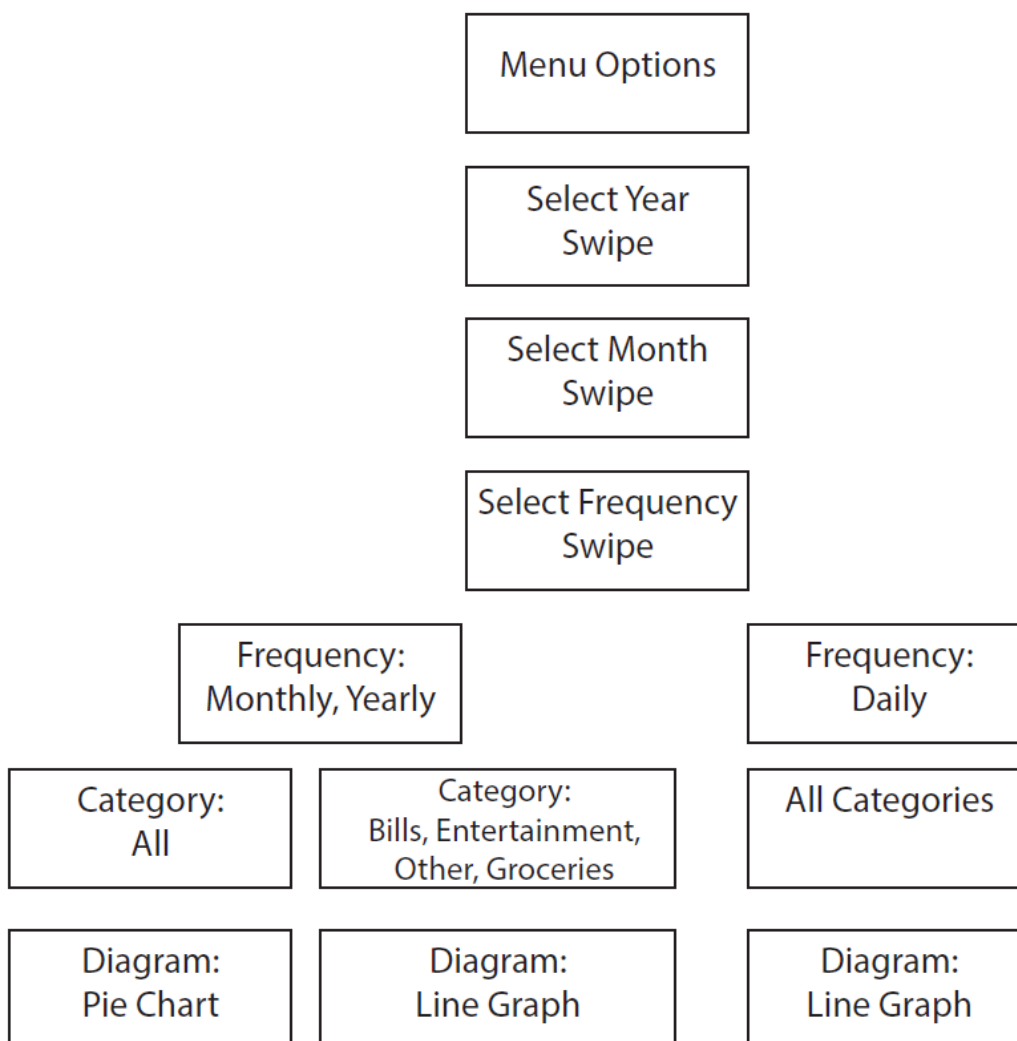 Menu Options
Select Year
Swipe
Select Month
Swipe
Select Frequency
Swipe
Frequency:
Monthly, Yearly
Frequency:
Daily
Category:
All
Category:
Bills, Entertainment,
Other, Groceries
All Categories
Diagram:
Pie Chart
Diagram:
Line Graph
Diagram:
Line Graph